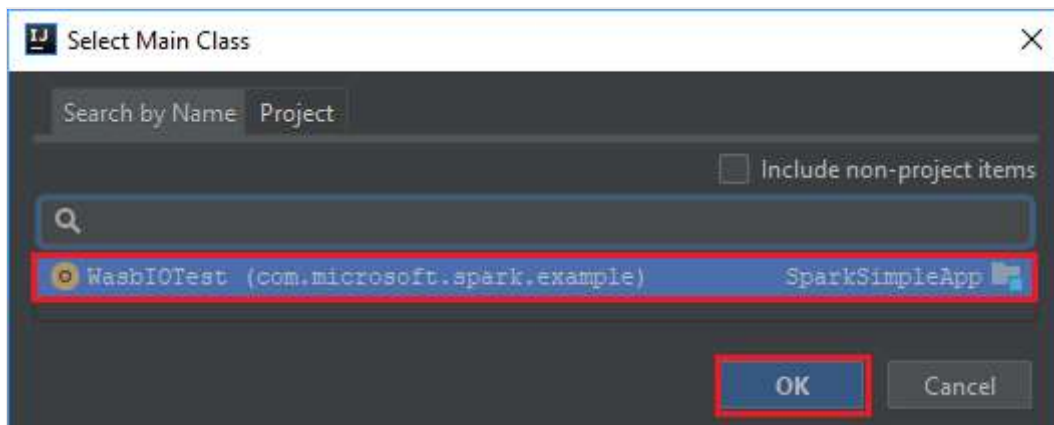 IJ Select Main Class
Search by Name Project
Include non-project items
WasbIOTest (com.microsoft.spark.example) SparkSimpleApp
OK Cancel